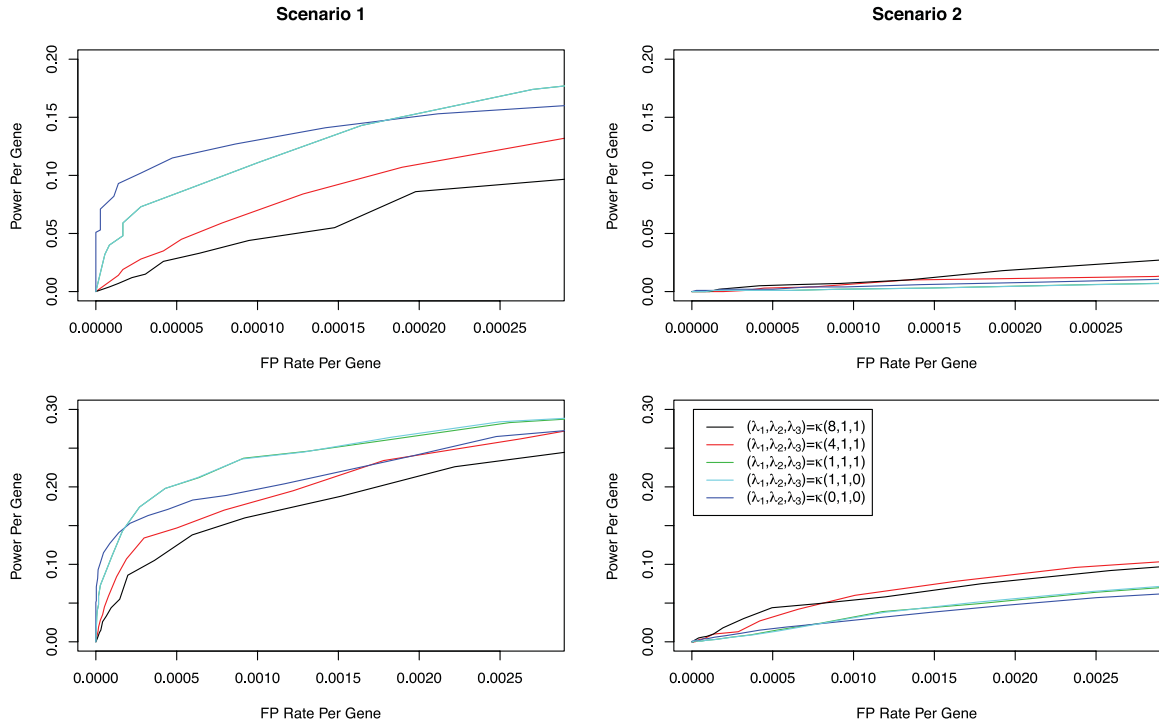 Scenario 1
Scenario 2
Power Per Gene
0.00
0.05
0.10
0.15
0.20
0.00000
0.00005
0.00010
0.00015
0.00020
0.00025
FP Rate Per Gene
Power Per Gene
0.00
0.05
0.10
0.15
0.20
0.00000
0.00005
0.00010
0.00015
0.00020
0.00025
FP Rate Per Gene
Power Per Gene
0.00
0.10
0.20
0.30
0.0000
0.0005
0.0010
0.0015
0.0020
0.0025
FP Rate Per Gene
Power Per Gene
0.00
0.10
0.20
0.30
(λ₁,λ₂,λ₃)=κ(8,1,1)
(λ₁,λ₂,λ₃)=κ(4,1,1)
(λ₁,λ₂,λ₃)=κ(1,1,1)
(λ₁,λ₂,λ₃)=κ(1,1,0)
(λ₁,λ₂,λ₃)=κ(0,1,0)
0.0000
0.0005
0.0010
0.0015
0.0020
0.0025
FP Rate Per Gene